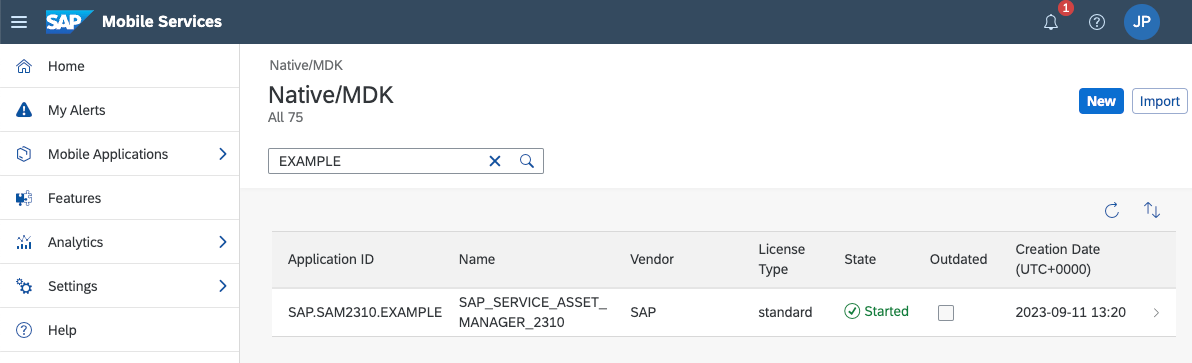 SAP Mobile Services
1
JP
Home
My Alerts
Mobile Applications
Features
Analytics
Settings
Help
Native/MDK
Native/MDK
All 75
New
Import
EXAMPLE
Application ID
Name
Vendor
License
Type
State
Outdated
Creation Date
(UTC+0000)
SAP.SAM2310.EXAMPLE
SAP_SERVICE_ASSET_
MANAGER_2310
SAP
standard
Started
2023-09-11 13:20